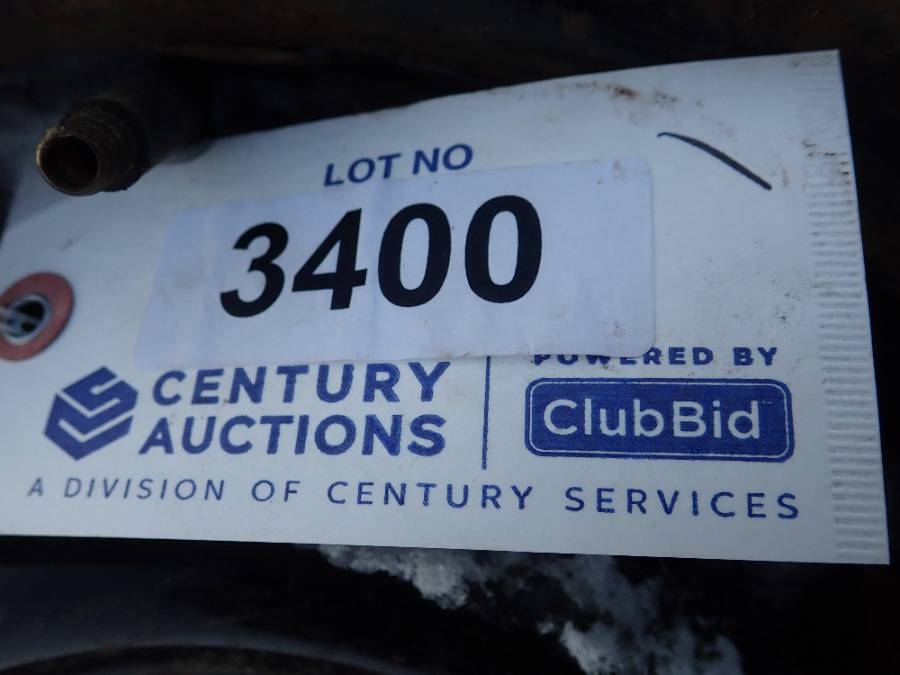 LOT NO
3400
CENTURY
AUCTIONS
POWERED BY
ClubBid
A DIVISION OF CENTURY SERVICES